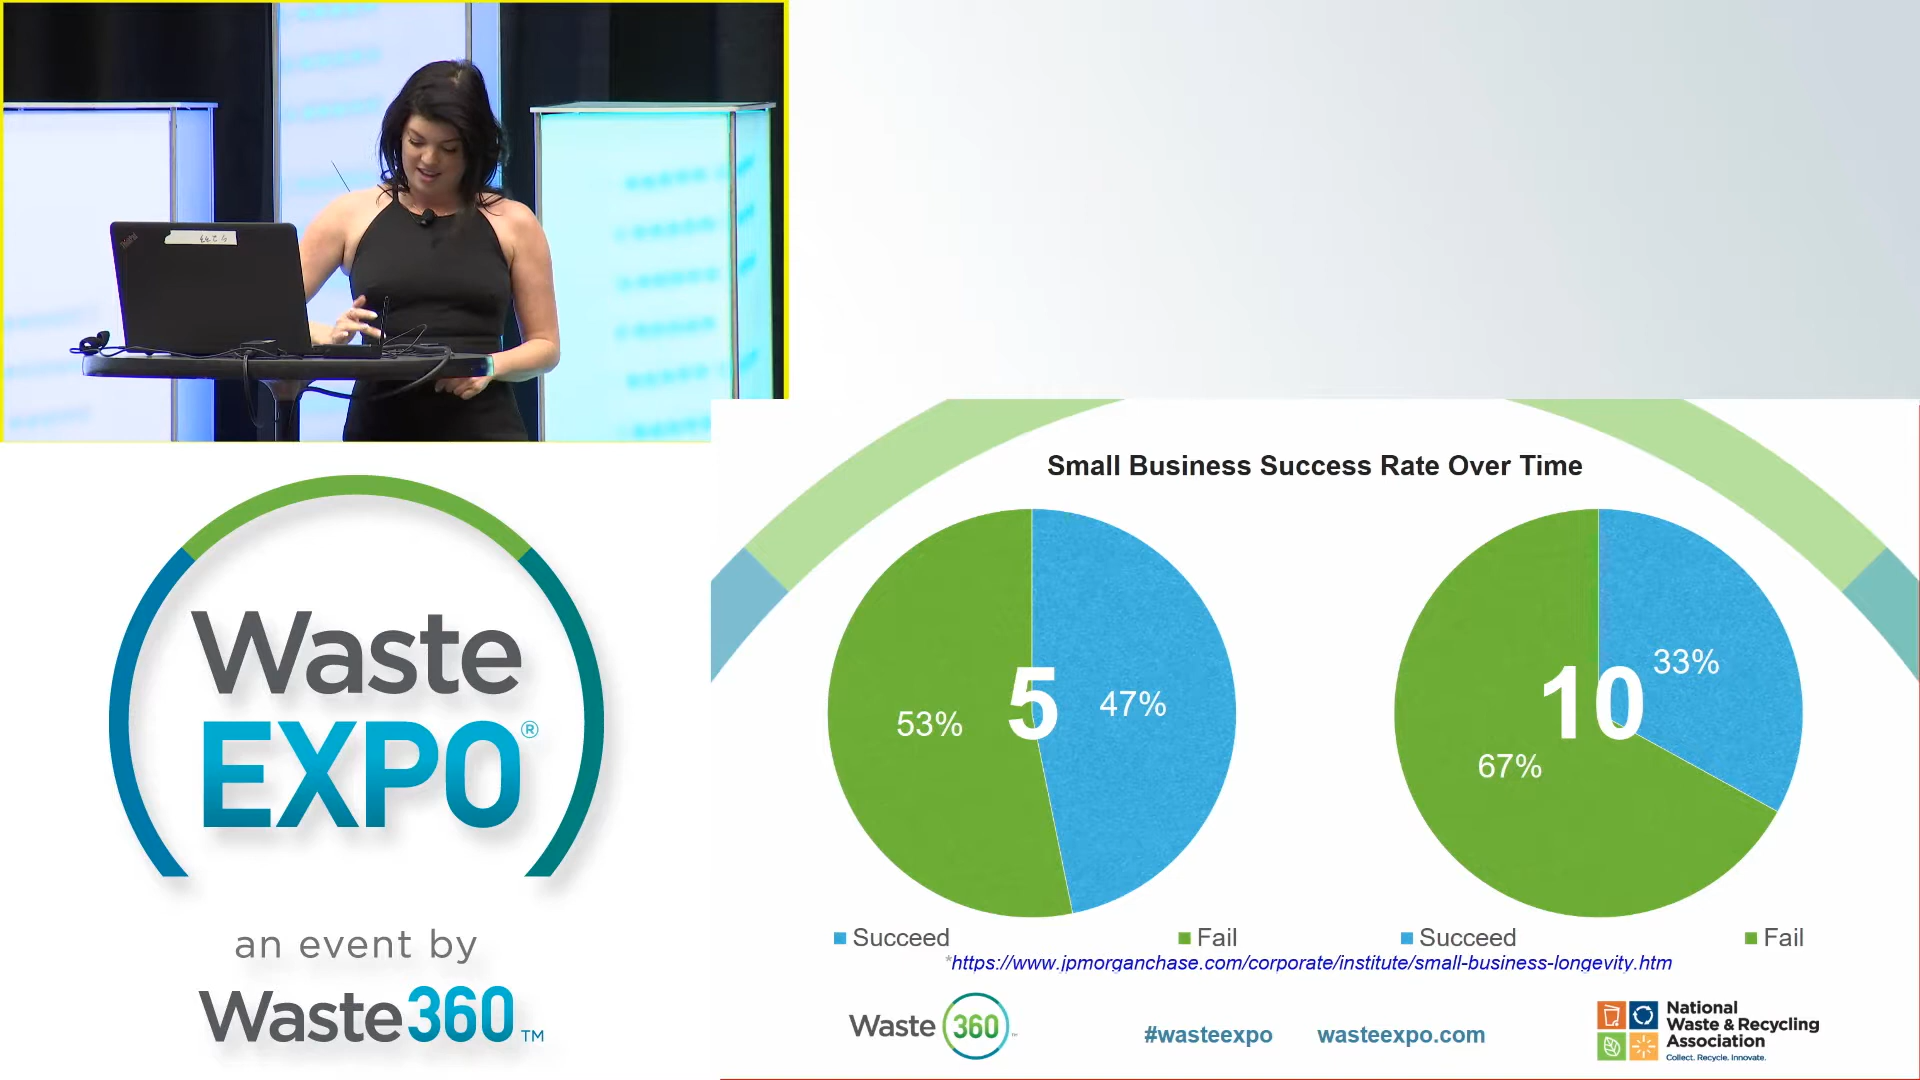 Small Business Success Rate Over Time
53%
5
47%
67%
10
33%
Succeed
Fail
Succeed
Fail
*https://www.jpmorganchase.com/corporate/institute/small-business-longevity.htm
Waste 360
#wasteexpo
wasteexpo.com
National
Waste & Recycling
Association
Collect. Recycle. Innovate.
Waste
EXPO®
an event by
Waste360™